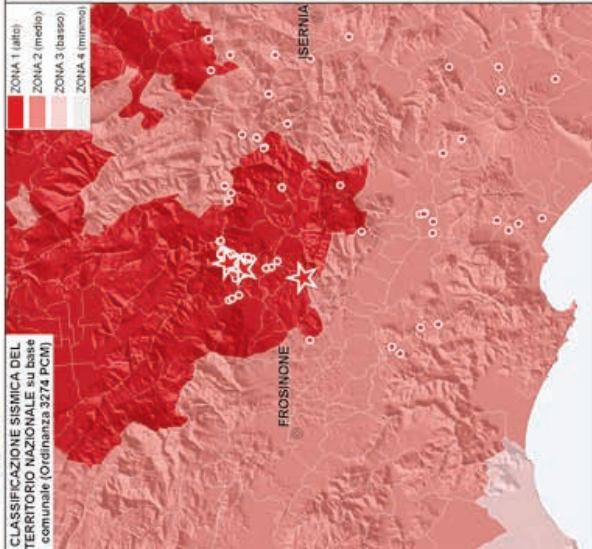 CLASSIFICAZIONE SISMICA DEL
TERRITORIO NAZIONALE su base
comunale (Ordinanza 3274 PCM)
ZONA 1 (alto)
ZONA 2 (medio)
ZONA 3 (basso)
ZONA 4 (minimo)
FROSINONE
ISERNIA